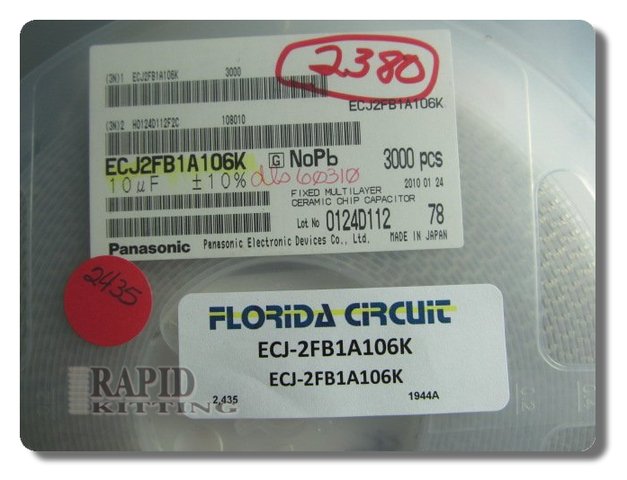 2380
(3N)1 ECJ2FB1A106K 3000
ECJ2FB1A106K
(3N)2 H0124D112F2C 108010
ECJ2FB1A106K G NoPb 3000 pcs
10μF ±10% 2010 01 24
FIXED MULTILAYER
CERAMIC CHIP CAPACITOR
Lot No 0124D112 78
Panasonic Panasonic Electronic Devices Co., Ltd. MADE IN JAPAN
2435
FLORIDA CIRCUIT
ECJ-2FB1A106K
ECJ-2FB1A106K
2,435 1944A
RAPID
KITTING